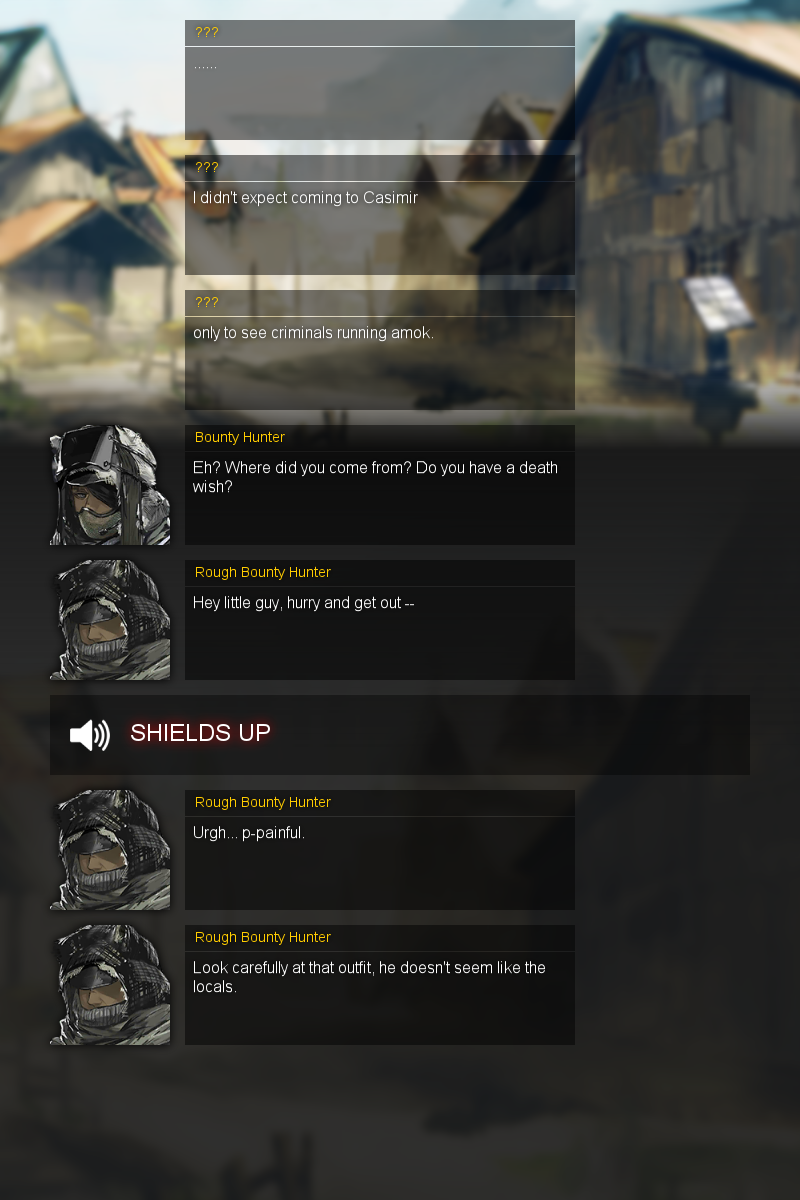 ???
......
???
I didn't expect coming to Casimir
???
only to see criminals running amok.
Bounty Hunter
Eh? Where did you come from? Do you have a death
wish?
Rough Bounty Hunter
Hey little guy, hurry and get out --
SHIELDS UP
Rough Bounty Hunter
Urgh... p-painful.
Rough Bounty Hunter
Look carefully at that outfit, he doesn't seem like the
locals.